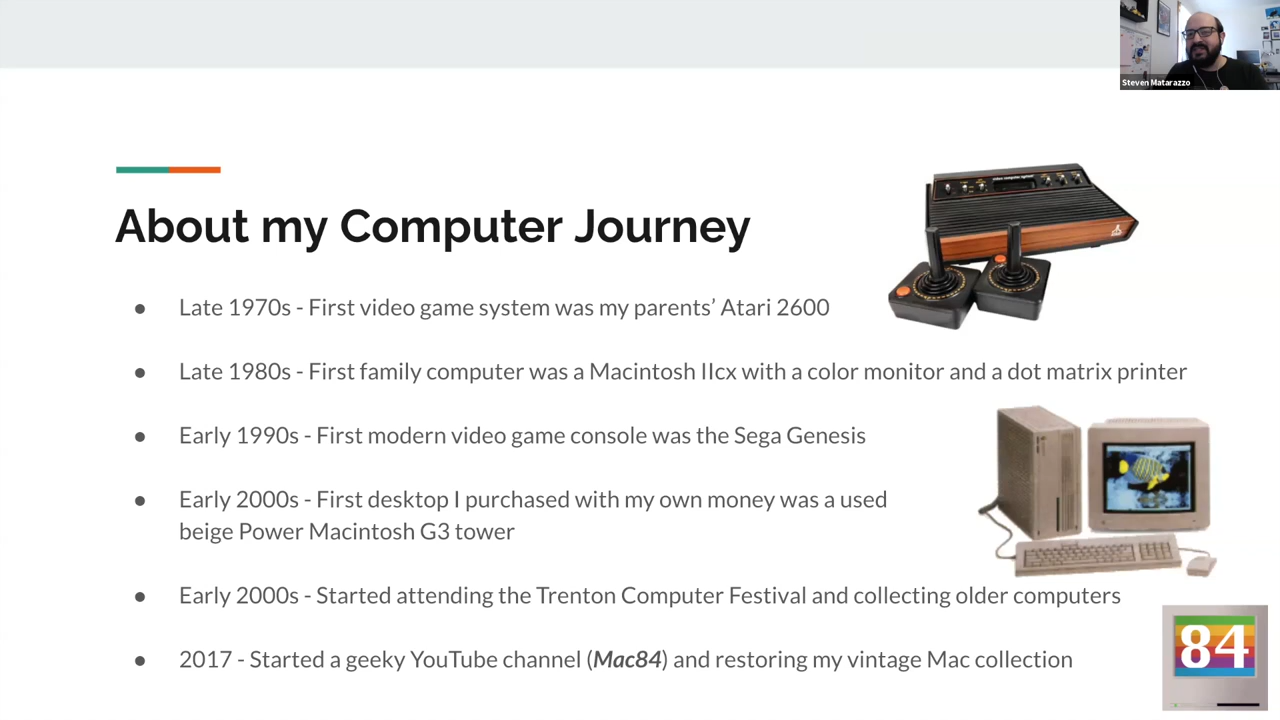 Steven Matarazzo
About my Computer Journey
● Late 1970s - First video game system was my parents’ Atari 2600
● Late 1980s - First family computer was a Macintosh IIcx with a color monitor and a dot matrix printer
● Early 1990s - First modern video game console was the Sega Genesis
● Early 2000s - First desktop I purchased with my own money was a used
beige Power Macintosh G3 tower
● Early 2000s - Started attending the Trenton Computer Festival and collecting older computers
● 2017 - Started a geeky YouTube channel (Mac84) and restoring my vintage Mac collection
84